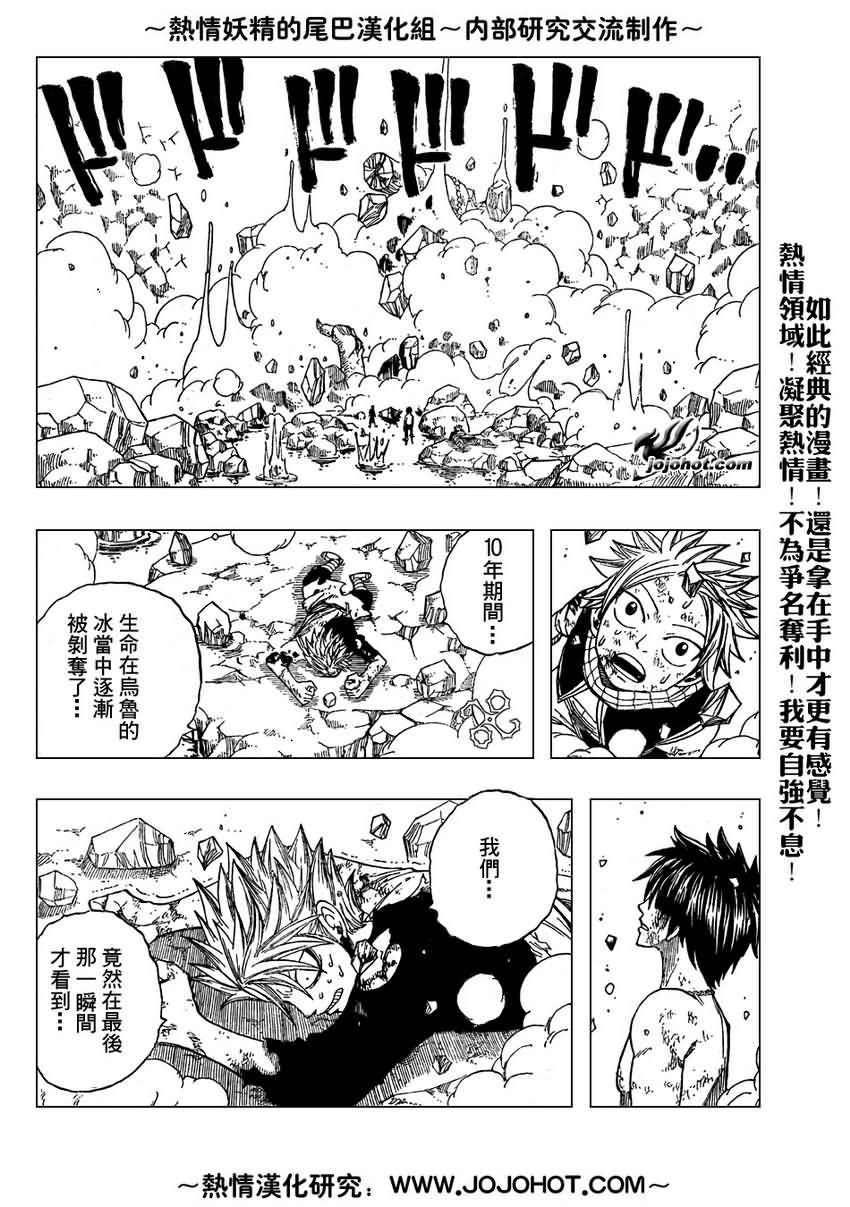 ～熱情妖精的尾巴漢化組～内部研究交流制作～
ドドドドドド…
jojohot.com
如此經典的漫畫！還是拿在手中才更有感覺！
熱情領域！凝聚熱情！不為爭名奪利！我要自強不息！
10年期間…
生命在烏魯的
冰當中逐漸
被剝奪了…
我們…
竟然在最後
那一瞬間
才看到…
～熱情漢化研究：WWW.JOJOHOT.COM～